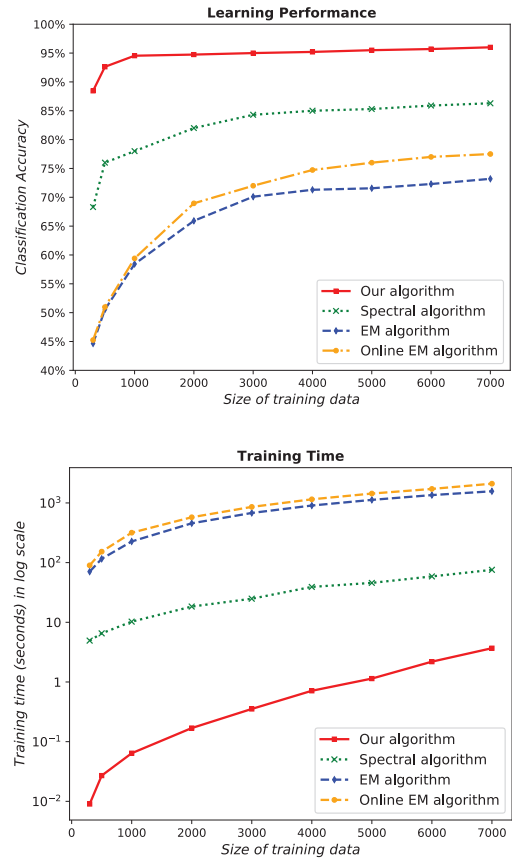 Learning Performance
100%
95%
90%
85%
80%
75%
70%
65%
60%
55%
50%
45%
40%
Classification Accuracy
Our algorithm
Spectral algorithm
EM algorithm
Online EM algorithm
0 1000 2000 3000 4000 5000 6000 7000
Size of training data
Training Time
10³
10²
10
1
10⁻¹
10⁻²
Training time (seconds) in log scale
Our algorithm
Spectral algorithm
EM algorithm
Online EM algorithm
0 1000 2000 3000 4000 5000 6000 7000
Size of training data